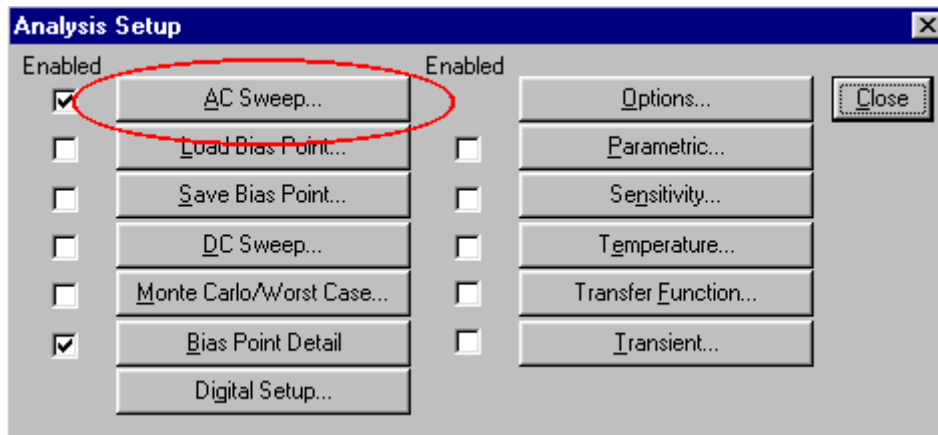 Analysis Setup
Enabled
AC Sweep...
Load Bias Point...
Save Bias Point...
DC Sweep...
Monte Carlo/Worst Case...
Bias Point Detail
Digital Setup...
Enabled
Options...
Parametric...
Sensitivity...
Temperature...
Transfer Function...
Transient...
Close